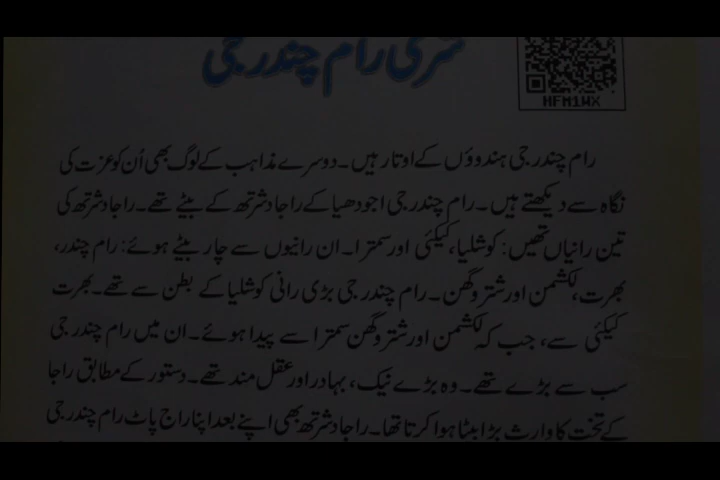 شری رام چندر جی
HFM1WX
رام چندر جی ہندوؤں کے اوتار ہیں۔ دوسرے مذاہب کے لوگ بھی اُن کو عزت کی
نگاہ سے دیکھتے ہیں۔ رام چندر جی اجودھیا کے راجا دشرتھ کے بیٹے تھے۔ راجا دشرتھ کی
تین رانیاں تھیں: کوشلیا، کیکئی اور سمترا۔ ان رانیوں سے چار بیٹے ہوئے: رام چندر،
بھرت، لکشمن اور شتروگھن۔ رام چندر جی بڑی رانی کوشلیا کے بطن سے تھے۔ بھرت
کیکئی سے، جب کہ لکشمن اور شتروگھن سمترا سے پیدا ہوئے۔ ان میں رام چندر جی
سب سے بڑے تھے۔ وہ بڑے نیک، بہادر اور عقل مند تھے۔ دستور کے مطابق راجا
کے تخت کا وارث بڑا بیٹا ہوا کرتا تھا۔ راجا دشرتھ بھی اپنے بعد اپنا راج پاٹ رام چندر جی